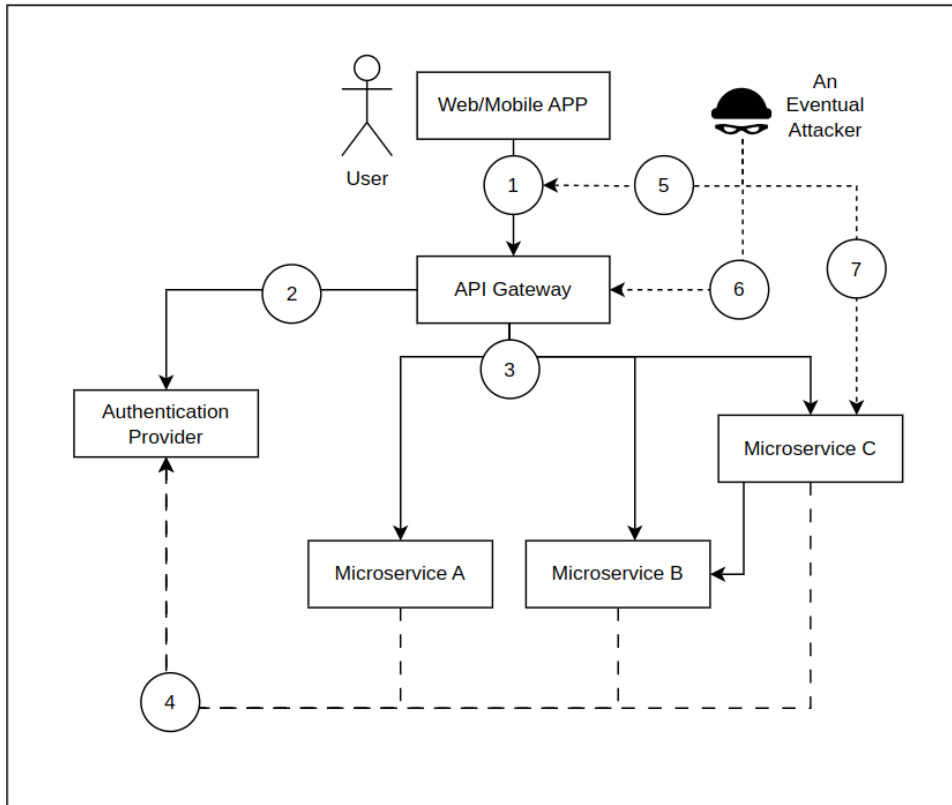 Web/Mobile APP
An
Eventual
Attacker
User
1
5
2
API Gateway
6
7
3
Authentication
Provider
Microservice C
Microservice A
Microservice B
4